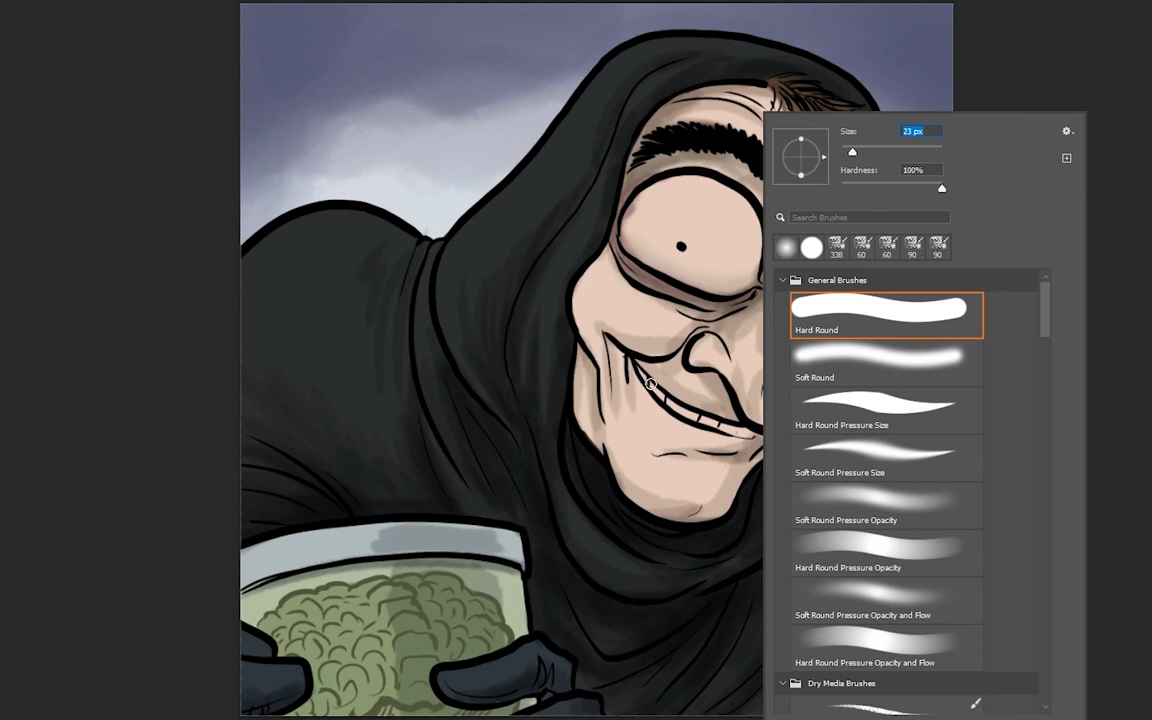 Size:
23 px
Hardness:
100%
Search Brushes
338
60
60
90
90
General Brushes
Hard Round
Soft Round
Hard Round Pressure Size
Soft Round Pressure Size
Soft Round Pressure Opacity
Hard Round Pressure Opacity
Soft Round Pressure Opacity and Flow
Hard Round Pressure Opacity and Flow
Dry Media Brushes